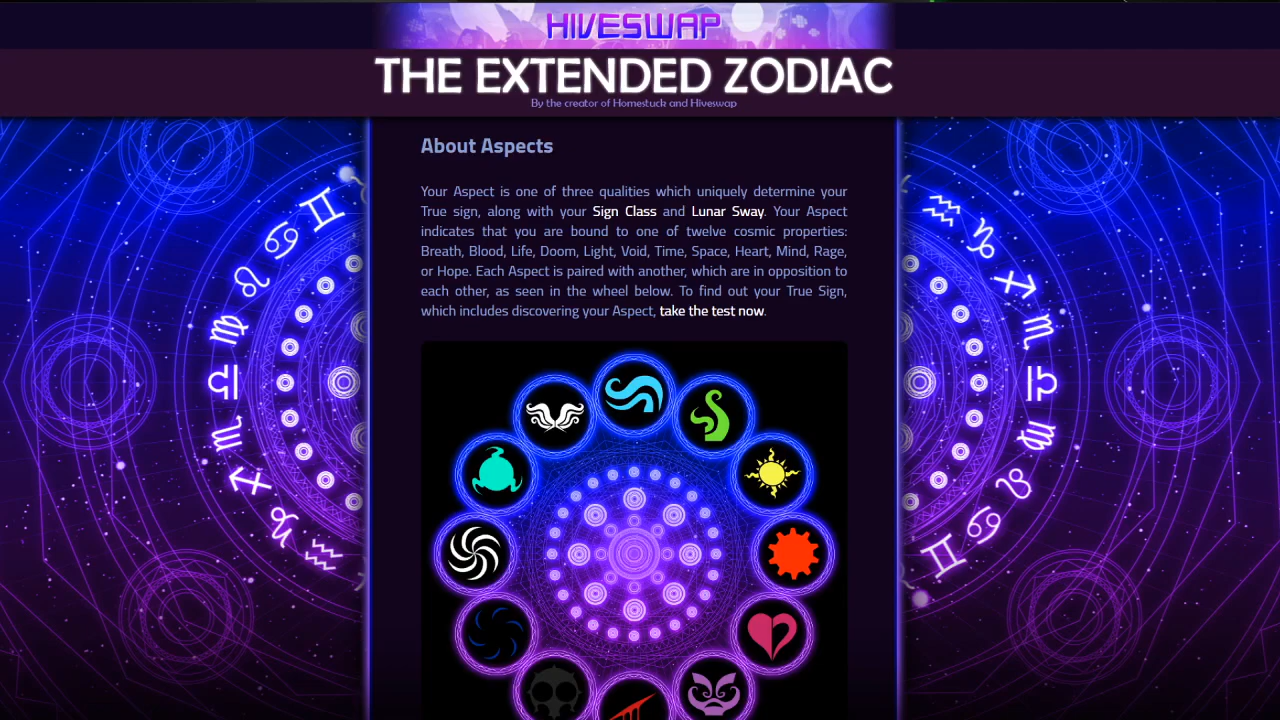 HIVESWAP
THE EXTENDED ZODIAC
By the creator of Homestuck and Hiveswap
About Aspects
Your Aspect is one of three qualities which uniquely determine your
True sign, along with your Sign Class and Lunar Sway. Your Aspect
indicates that you are bound to one of twelve cosmic properties:
Breath, Blood, Life, Doom, Light, Void, Time, Space, Heart, Mind, Rage,
or Hope. Each Aspect is paired with another, which are in opposition to
each other, as seen in the wheel below. To find out your True Sign,
which includes discovering your Aspect, take the test now.